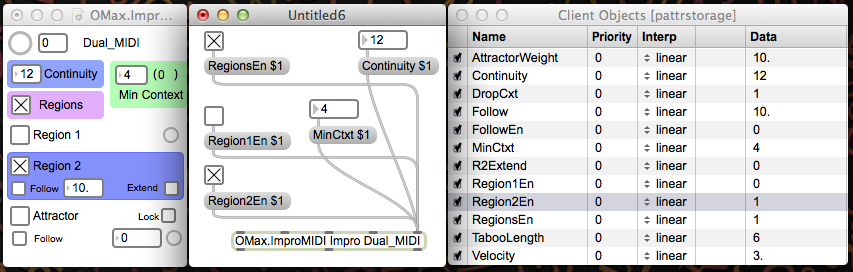 OMax.Impro...
0 Dual_MIDI
12 Continuity
4 (0 )
Min Context
Regions
Region 1
Region 2
Follow 10. Extend
Attractor Lock
Follow 0
Untitled6
RegionsEn $1
12
Continuity $1
Region1En $1
4
MinCtxt $1
Region2En $1
OMax.ImproMIDI Impro Dual_MIDI
Client Objects [pattrstorage]
Name Priority Interp Data
AttractorWeight 0 linear 10.
Continuity 0 linear 12
DropCxt 0 linear 1
Follow 0 linear 10.
FollowEn 0 linear 0
MinCtxt 0 linear 4
R2Extend 0 linear 0
Region1En 0 linear 0
Region2En 0 linear 1
RegionsEn 0 linear 1
TabooLength 0 linear 6
Velocity 0 linear 3.